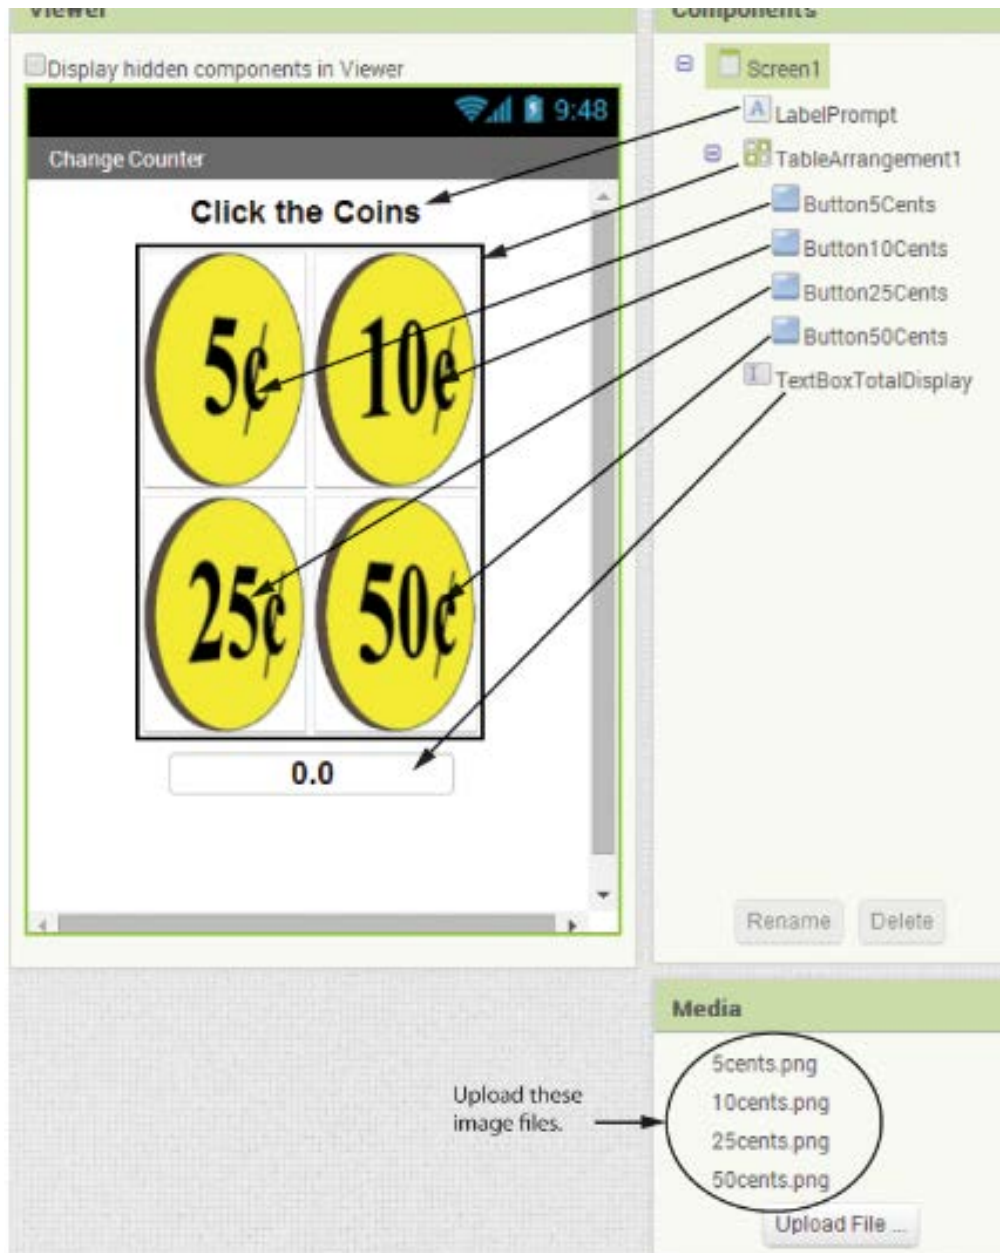 Viewer
Display hidden components in Viewer
9:48
Change Counter
Click the Coins
5¢
10¢
25¢
50¢
0.0
Components
Screen1
A LabelPrompt
TableArrangement1
Button5Cents
Button10Cents
Button25Cents
Button50Cents
I TextBoxTotalDisplay
Rename Delete
Media
5cents.png
10cents.png
25cents.png
50cents.png
Upload File ...
Upload these
image files.